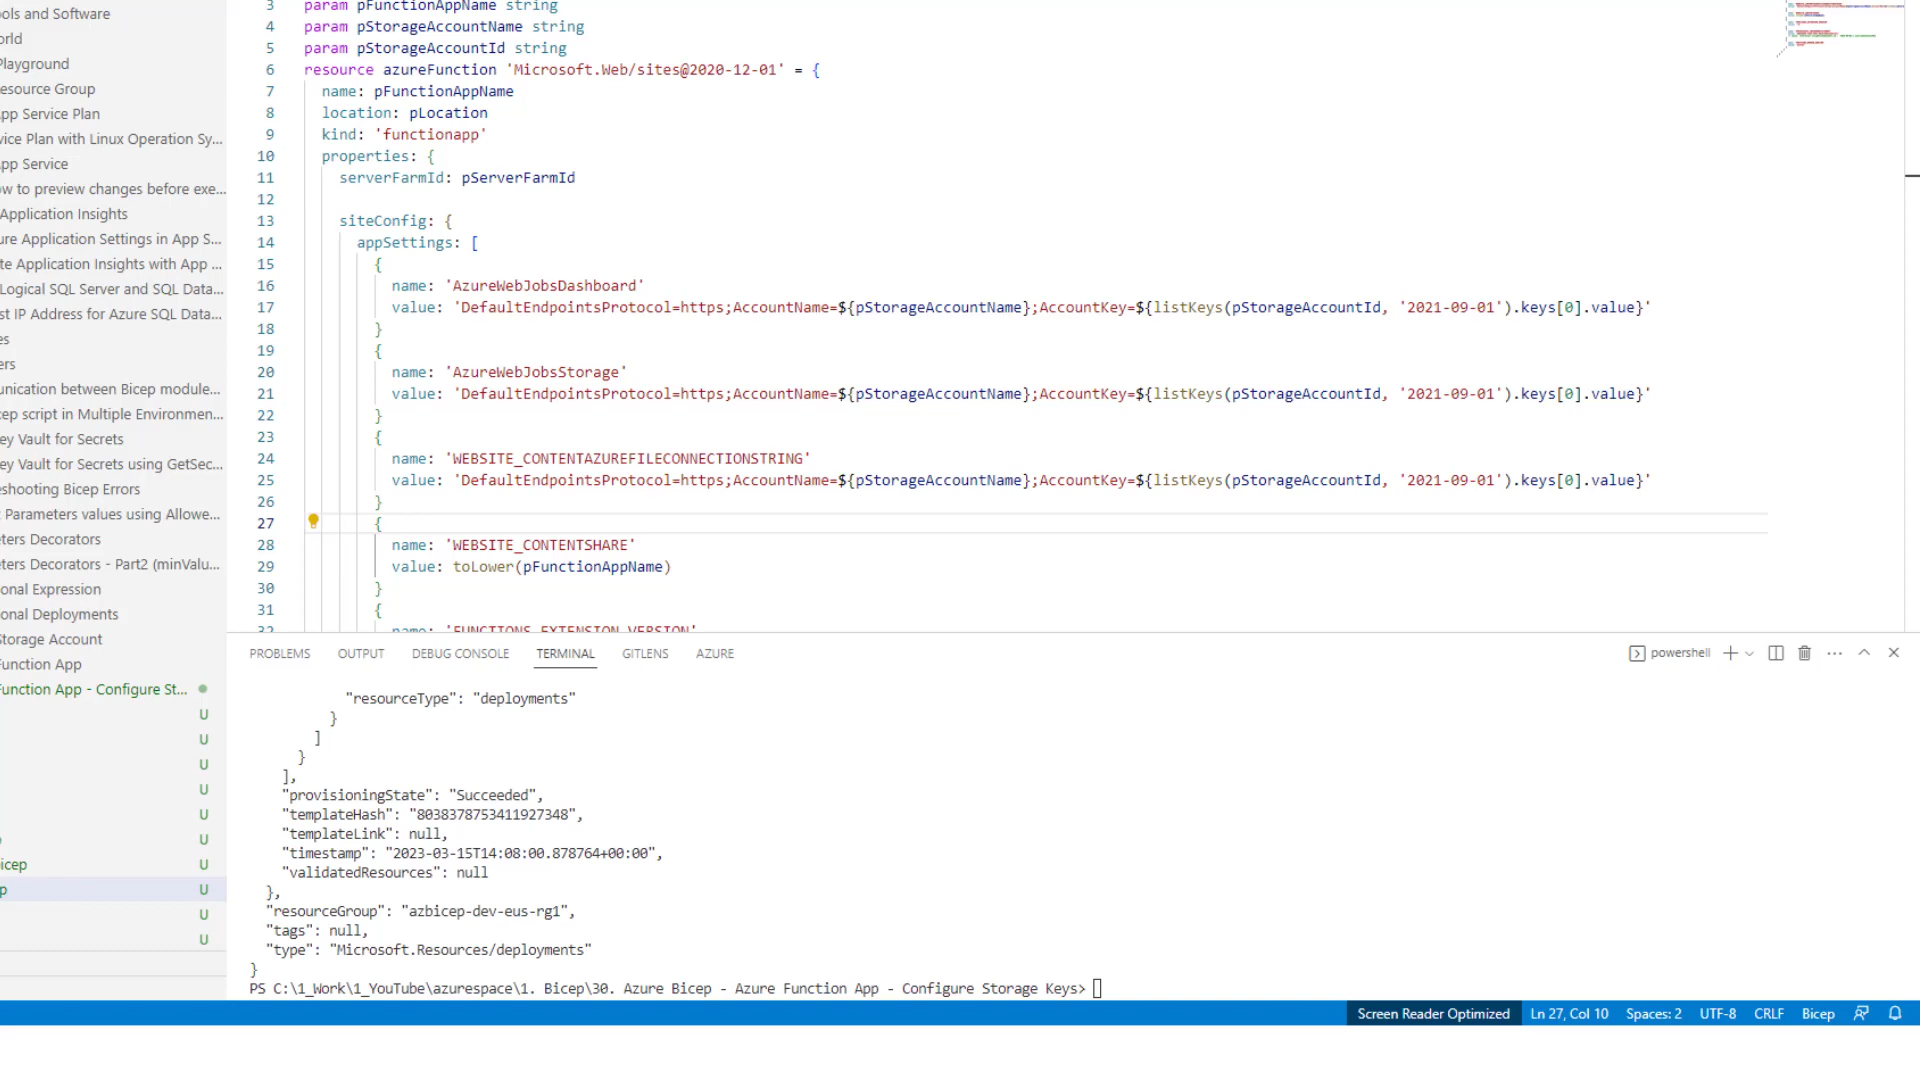 ols and Software
orld
Playground
esource Group
pp Service Plan
vice Plan with Linux Operation Sy...
pp Service
ow to preview changes before exe...
Application Insights
ure Application Settings in App S...
te Application Insights with App ...
Logical SQL Server and SQL Data...
st IP Address for Azure SQL Data...
es
ers
unication between Bicep module...
cep script in Multiple Environmen...
ey Vault for Secrets
ey Vault for Secrets using GetSec...
eshooting Bicep Errors
t Parameters values using Allowe...
ters Decorators
ters Decorators - Part2 (minValu...
onal Expression
onal Deployments
Storage Account
Function App
Function App - Configure St...
U
U
U
U
U
U
icep U
p U
U
U
3 param pFunctionAppName string
4 param pStorageAccountName string
5 param pStorageAccountId string
6 resource azureFunction 'Microsoft.Web/sites@2020-12-01' = {
7 name: pFunctionAppName
8 location: pLocation
9 kind: 'functionapp'
10 properties: {
11 serverFarmId: pServerFarmId
12
13 siteConfig: {
14 appSettings: [
15 {
16 name: 'AzureWebJobsDashboard'
17 value: 'DefaultEndpointsProtocol=https;AccountName=${pStorageAccountName};AccountKey=${listKeys(pStorageAccountId, '2021-09-01').keys[0].value}'
18 }
19 {
20 name: 'AzureWebJobsStorage'
21 value: 'DefaultEndpointsProtocol=https;AccountName=${pStorageAccountName};AccountKey=${listKeys(pStorageAccountId, '2021-09-01').keys[0].value}'
22 }
23 {
24 name: 'WEBSITE_CONTENTAZUREFILECONNECTIONSTRING'
25 value: 'DefaultEndpointsProtocol=https;AccountName=${pStorageAccountName};AccountKey=${listKeys(pStorageAccountId, '2021-09-01').keys[0].value}'
26 }
27 {
28 name: 'WEBSITE_CONTENTSHARE'
29 value: toLower(pFunctionAppName)
30 }
31 {
32 name: 'FUNCTIONS_EXTENSION_VERSION'
PROBLEMS OUTPUT DEBUG CONSOLE TERMINAL GITLENS AZURE powershell
"resourceType": "deployments"
}
]
}
],
"provisioningState": "Succeeded",
"templateHash": "8038378753411927348",
"templateLink": null,
"timestamp": "2023-03-15T14:08:00.878764+00:00",
"validatedResources": null
},
"resourceGroup": "azbicep-dev-eus-rg1",
"tags": null,
"type": "Microsoft.Resources/deployments"
}
PS C:\1_Work\1_YouTube\azurespace\1. Bicep\30. Azure Bicep - Azure Function App - Configure Storage Keys>
Screen Reader Optimized Ln 27, Col 10 Spaces: 2 UTF-8 CRLF Bicep